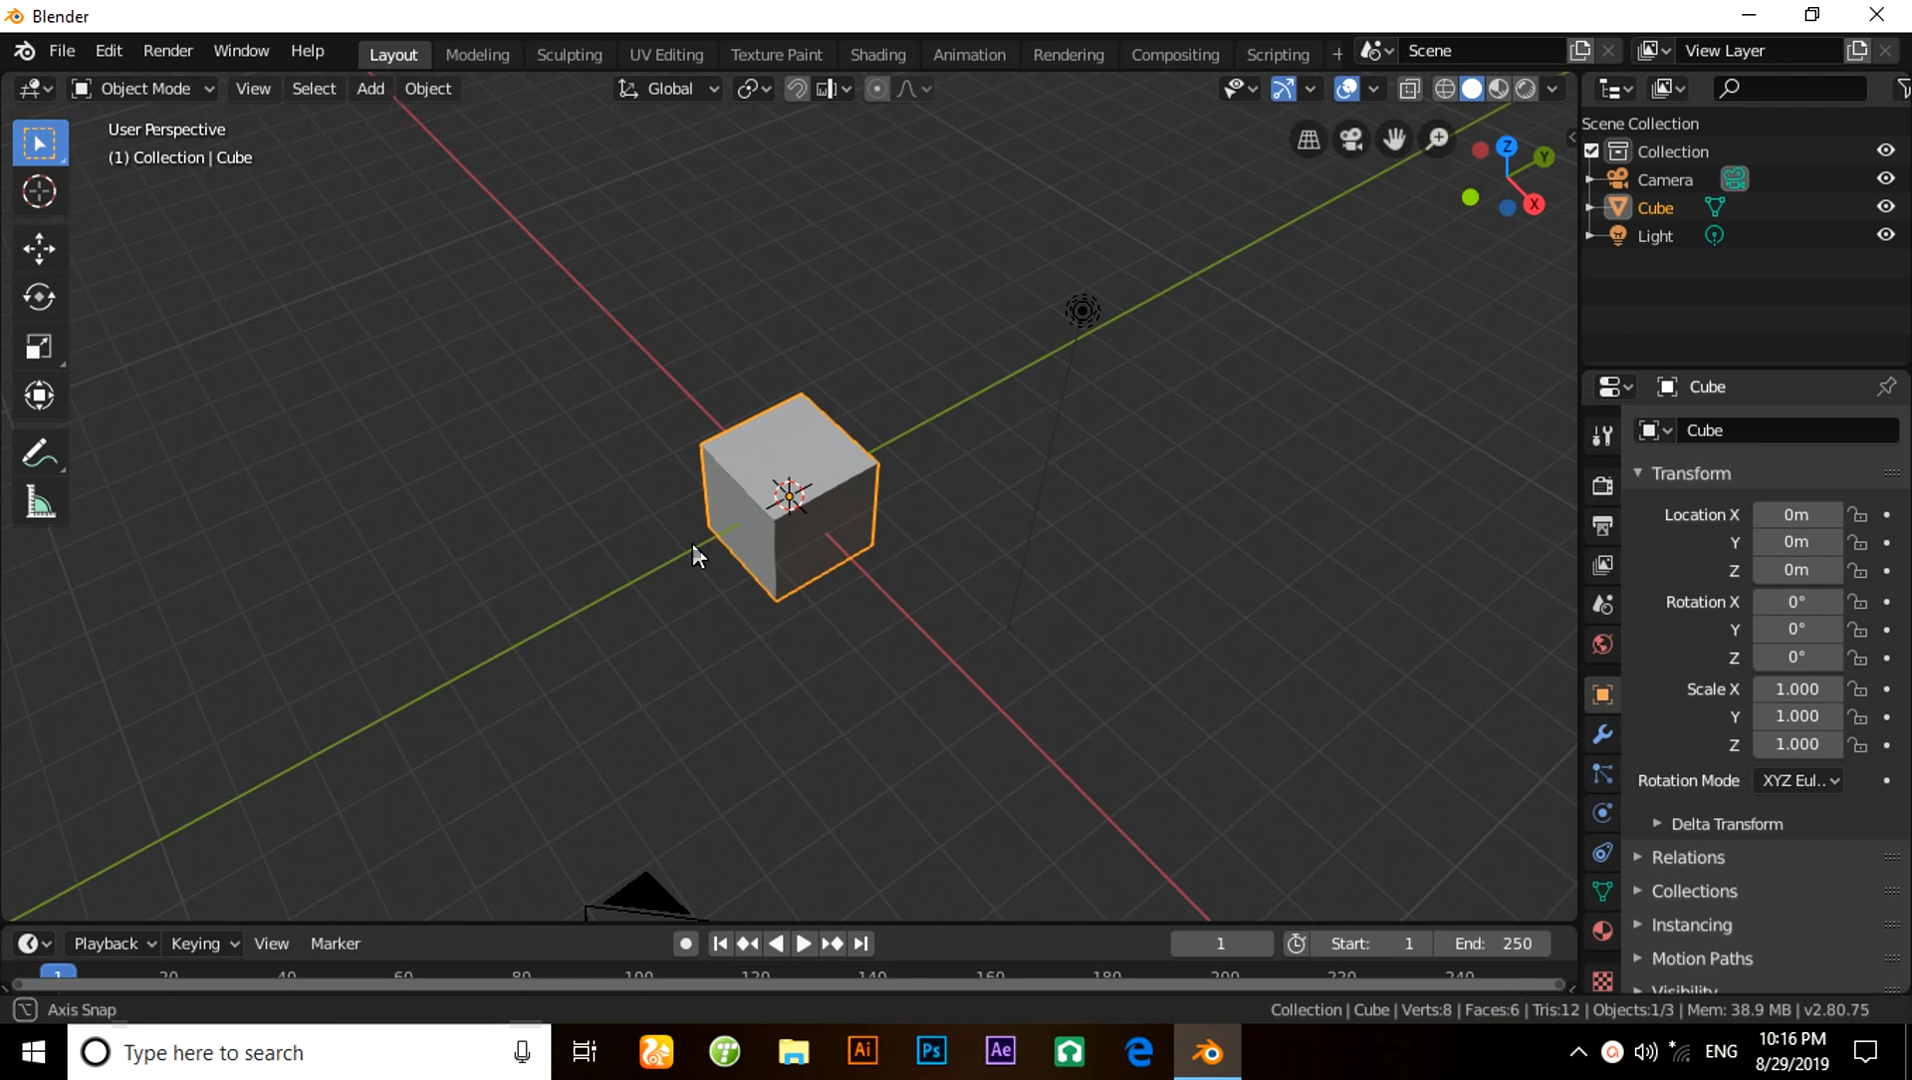 Blender
File Edit Render Window Help Layout Modeling Sculpting UV Editing Texture Paint Shading Animation Rendering Compositing Scripting + Scene View Layer
Object Mode View Select Add Object Global
User Perspective
(1) Collection | Cube
Z
Y
X
Scene Collection
Collection
Camera
Cube
Light
Cube
Cube
Transform
Location X 0m
Y 0m
Z 0m
Rotation X 0°
Y 0°
Z 0°
Scale X 1.000
Y 1.000
Z 1.000
Rotation Mode XYZ Eul..
Delta Transform
Relations
Collections
Instancing
Motion Paths
Visibility
Playback Keying View Marker 1 Start: 1 End: 250
1 20 40 60 80 100 120 140 160 180 200 220 240
Axis Snap Collection | Cube | Verts:8 | Faces:6 | Tris:12 | Objects:1/3 | Mem: 38.9 MB | v2.80.75
Type here to search Ai Ps Ae ENG
10:16 PM
8/29/2019